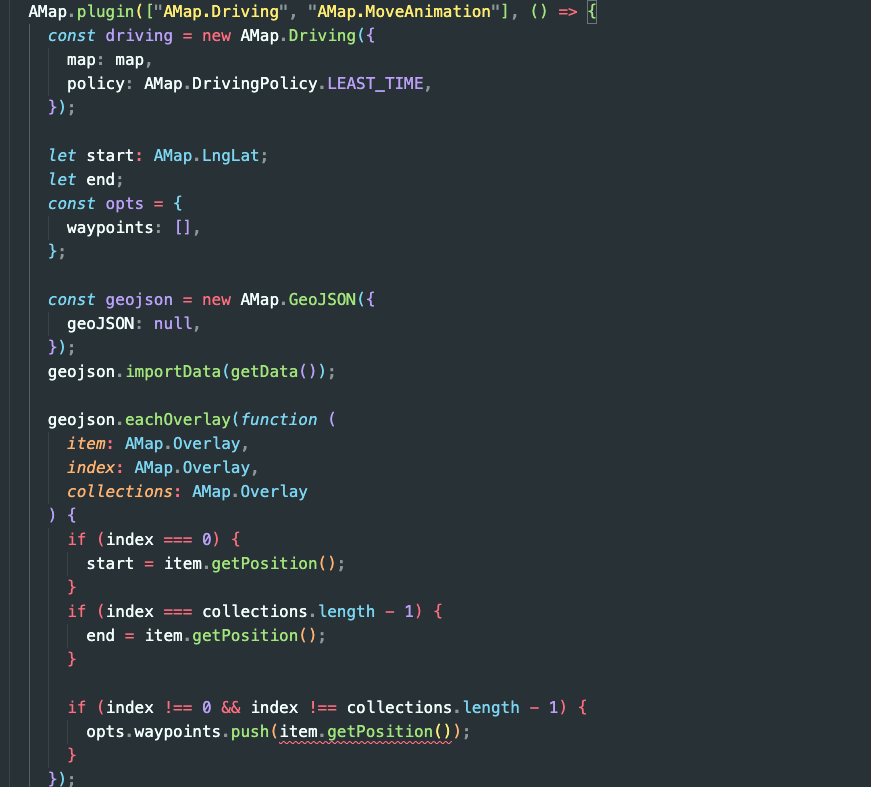 AMap.plugin(["AMap.Driving", "AMap.MoveAnimation"], () => {
const driving = new AMap.Driving({
map: map,
policy: AMap.DrivingPolicy.LEAST_TIME,
});
let start: AMap.LngLat;
let end;
const opts = {
waypoints: [],
};
const geojson = new AMap.GeoJSON({
geoJSON: null,
});
geojson.importData(getData());
geojson.eachOverlay(function (
item: AMap.Overlay,
index: AMap.Overlay,
collections: AMap.Overlay
) {
if (index === 0) {
start = item.getPosition();
}
if (index === collections.length - 1) {
end = item.getPosition();
}
if (index !== 0 && index !== collections.length - 1) {
opts.waypoints.push(item.getPosition());
}
});